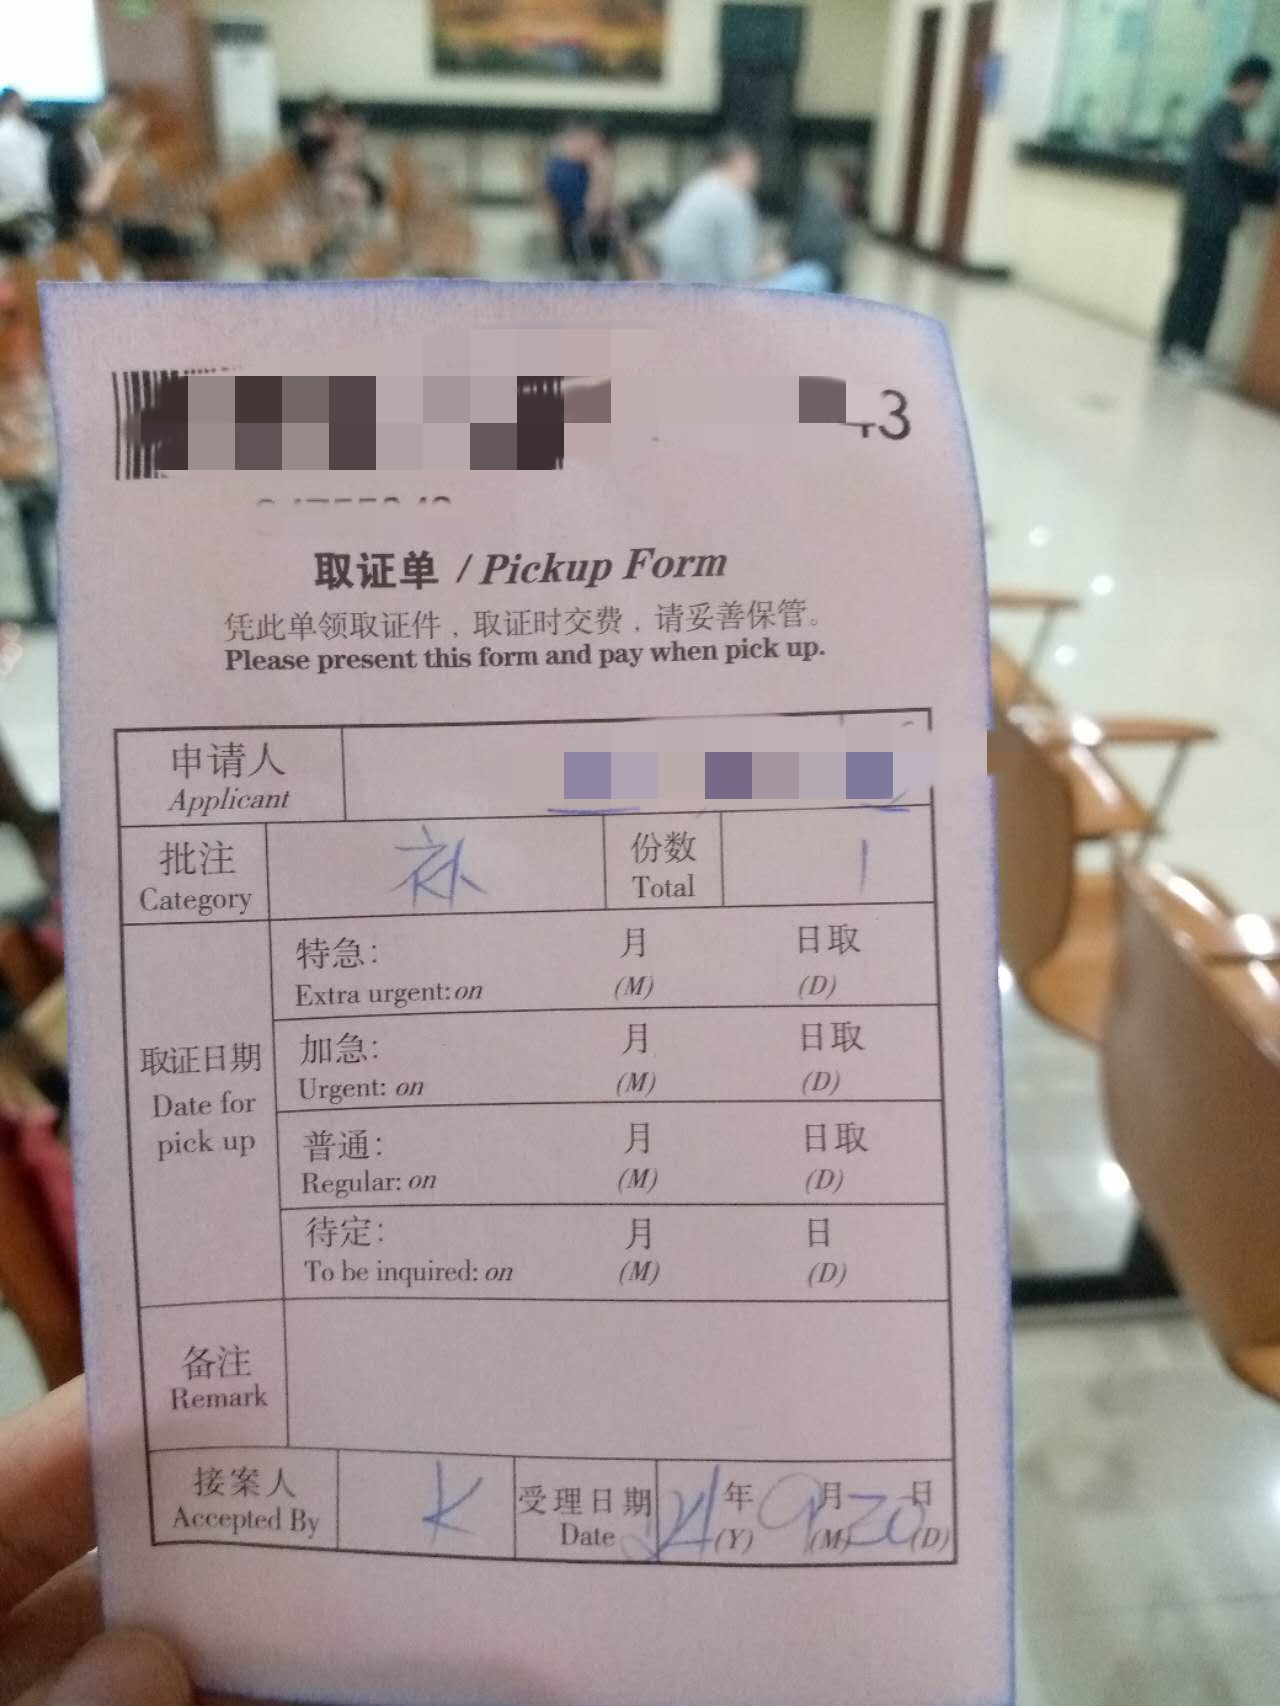 43
取证单 / Pickup Form
凭此单领取证件，取证时交费，请妥善保管。
Please present this form and pay when pick up.
申请人
Applicant
批注
Category
补
份数
Total
1
取证日期
Date for
pick up
特急: 月 日取
Extra urgent: on (M) (D)
加急: 月 日取
Urgent: on (M) (D)
普通: 月 日取
Regular: on (M) (D)
待定: 月 日
To be inquired: on (M) (D)
备注
Remark
接案人
Accepted By
K
受理日期
Date
24年 9月 20日
(Y) (M) (D)